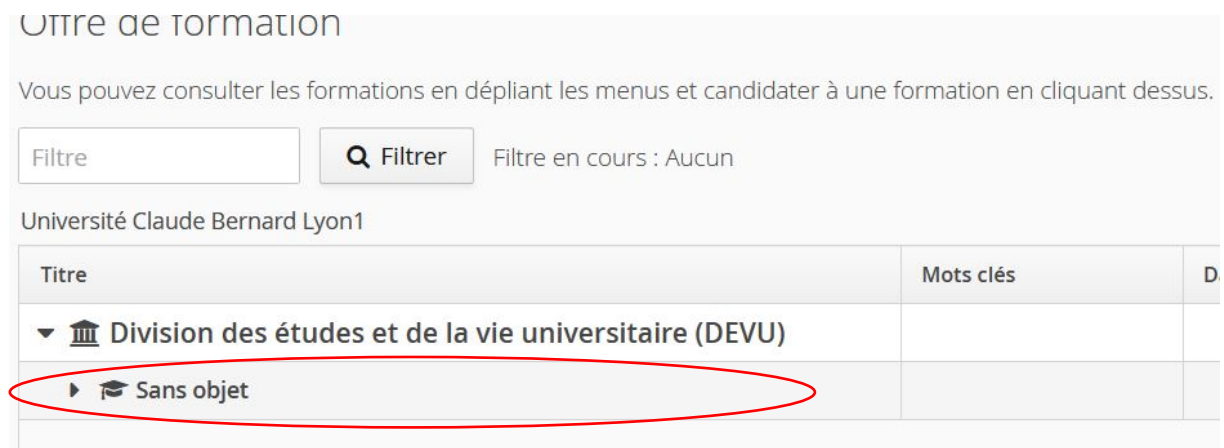 Offre de formation
Vous pouvez consulter les formations en dépliant les menus et candidater à une formation en cliquant dessus.
Filtre Filtrer Filtre en cours : Aucun
Université Claude Bernard Lyon1
Titre Mots clés
Division des études et de la vie universitaire (DEVU)
Sans objet